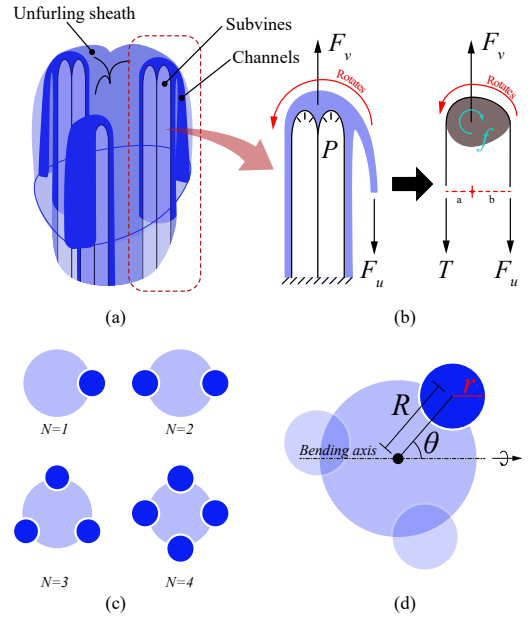 Unfurling sheath
Subvines
Channels
(a)
F_v
Rotates
P
F_u
F_v
Rotates
f
a
b
T
F_u
(b)
N=1
N=2
N=3
N=4
(c)
R
r
θ
Bending axis
(d)